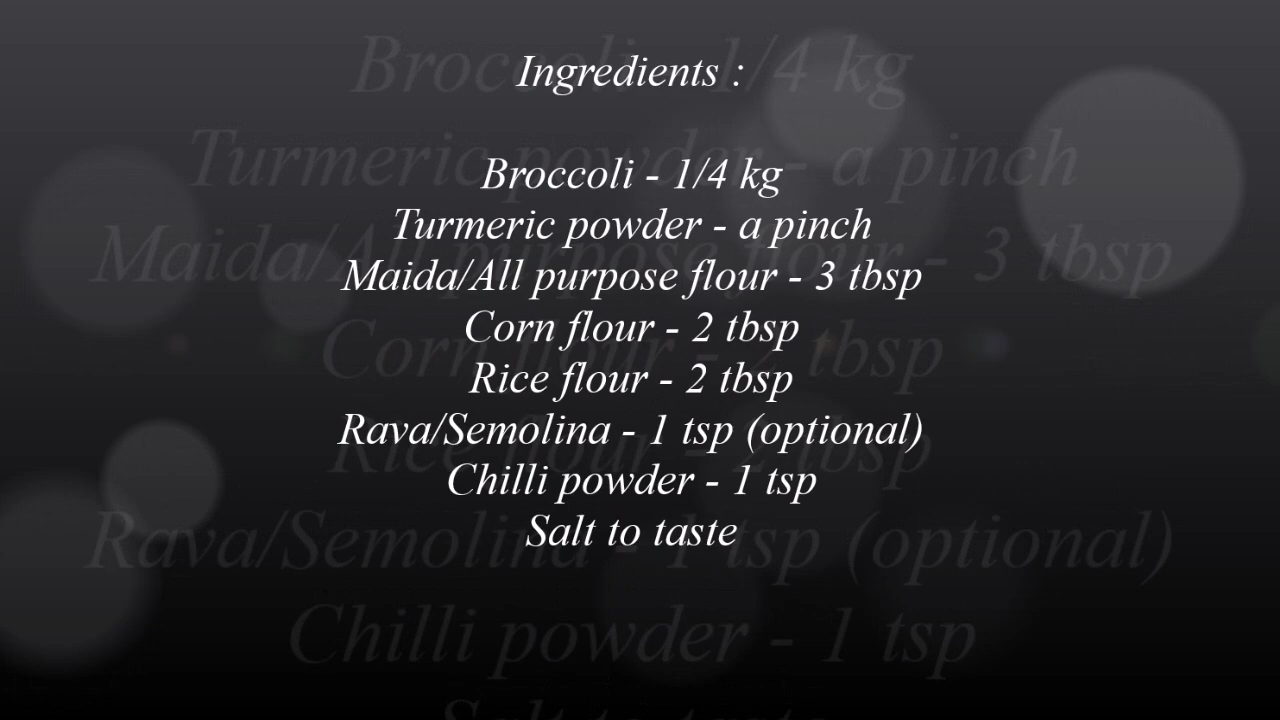 Ingredients :
Broccoli - 1/4 kg
Turmeric powder - a pinch
Maida/All purpose flour - 3 tbsp
Corn flour - 2 tbsp
Rice flour - 2 tbsp
Rava/Semolina - 1 tsp (optional)
Chilli powder - 1 tsp
Salt to taste